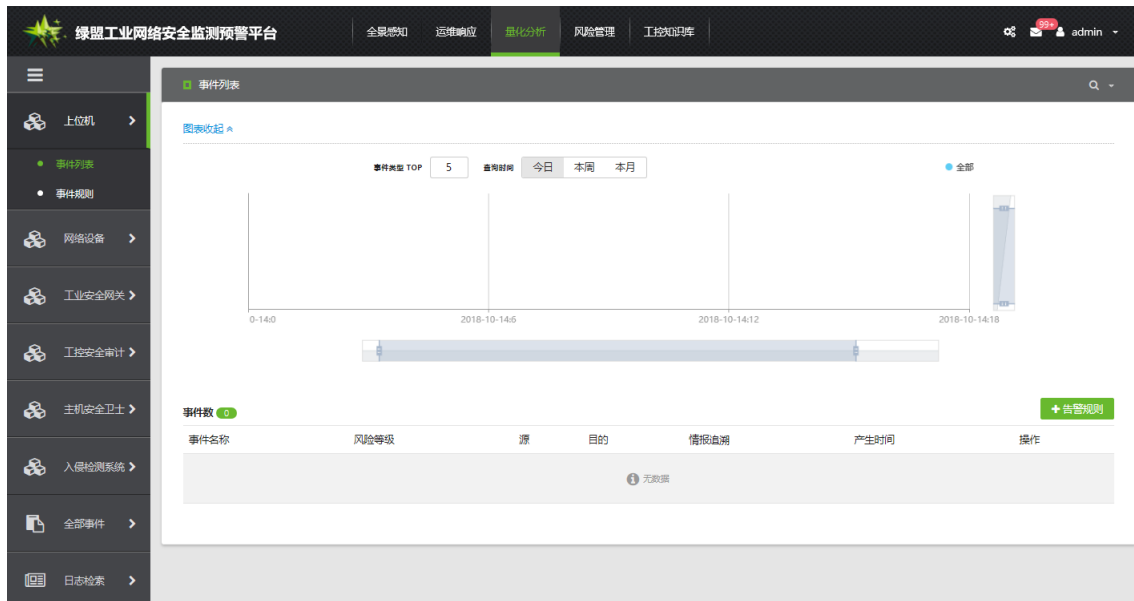 绿盟工业网络安全监测预警平台 全景感知 运维响应 量化分析 风险管理 工控知识库 99+ admin
事件列表
上位机
图表收起
事件列表
事件类型 TOP 5 查询时间 今日 本周 本月 全部
事件规则
网络设备
工业安全网关
0-14:0 2018-10-14:6 2018-10-14:12 2018-10-14:18
工控安全审计
主机安全卫士
事件数 0 告警规则
事件名称 风险等级 源 目的 情报追溯 产生时间 操作
入侵检测系统
无数据
全部事件
日志检索